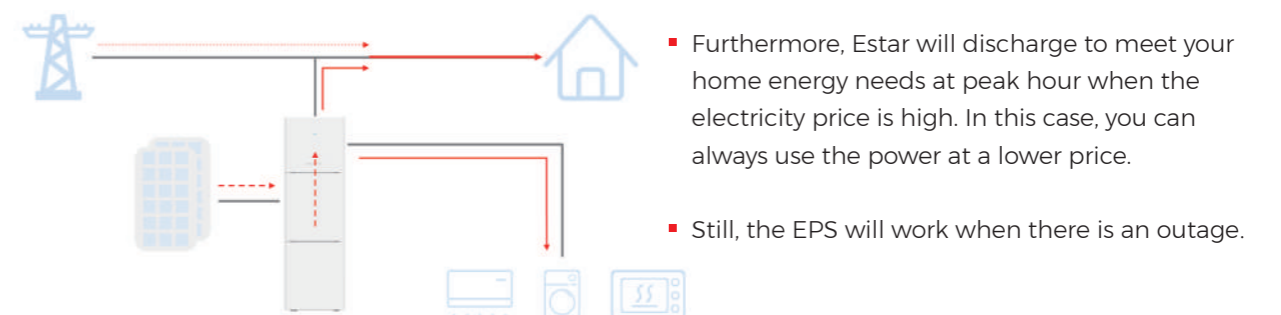 Furthermore, Estar will discharge to meet your
home energy needs at peak hour when the
electricity price is high. In this case, you can
always use the power at a lower price.
Still, the EPS will work when there is an outage.